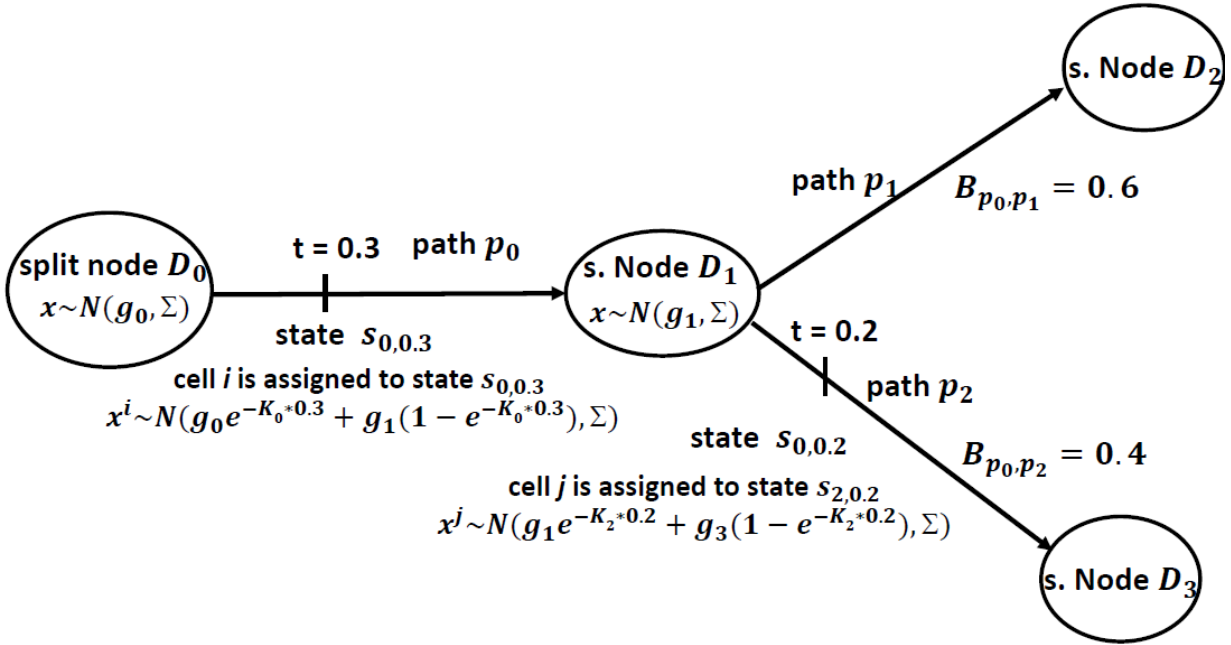 s. Node D₂
path p₁
B_{p₀,p₁} = 0.6
t = 0.3
path p₀
split node D₀
x~N(g₀, Σ)
s. Node D₁
x~N(g₁, Σ)
state s_{0,0.3}
cell i is assigned to state s_{0,0.3}
xⁱ~N(g₀e^{-K₀*0.3} + g₁(1 − e^{-K₀*0.3}), Σ)
t = 0.2
path p₂
state s_{0,0.2}
B_{p₀,p₂} = 0.4
cell j is assigned to state s_{2,0.2}
xʲ~N(g₁e^{-K₂*0.2} + g₃(1 − e^{-K₂*0.2}), Σ)
s. Node D₃